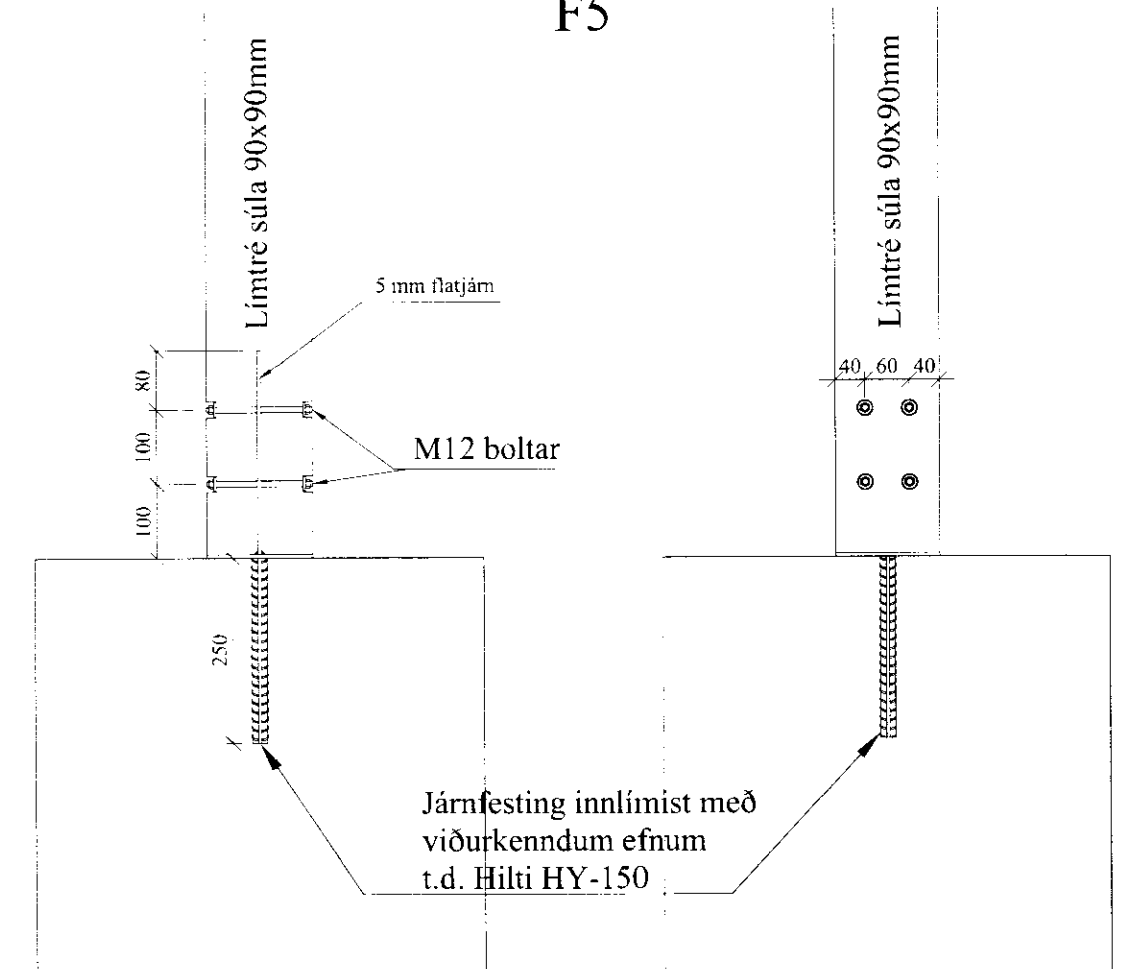 F5
Límtré súla 90x90mm
Límtré súla 90x90mm
5 mm flatjárn
80
100
100
M12 boltar
40 60 40
250
Járnfesting innlímist með
viðurkenndum efnum
t.d. Hilti HY-150